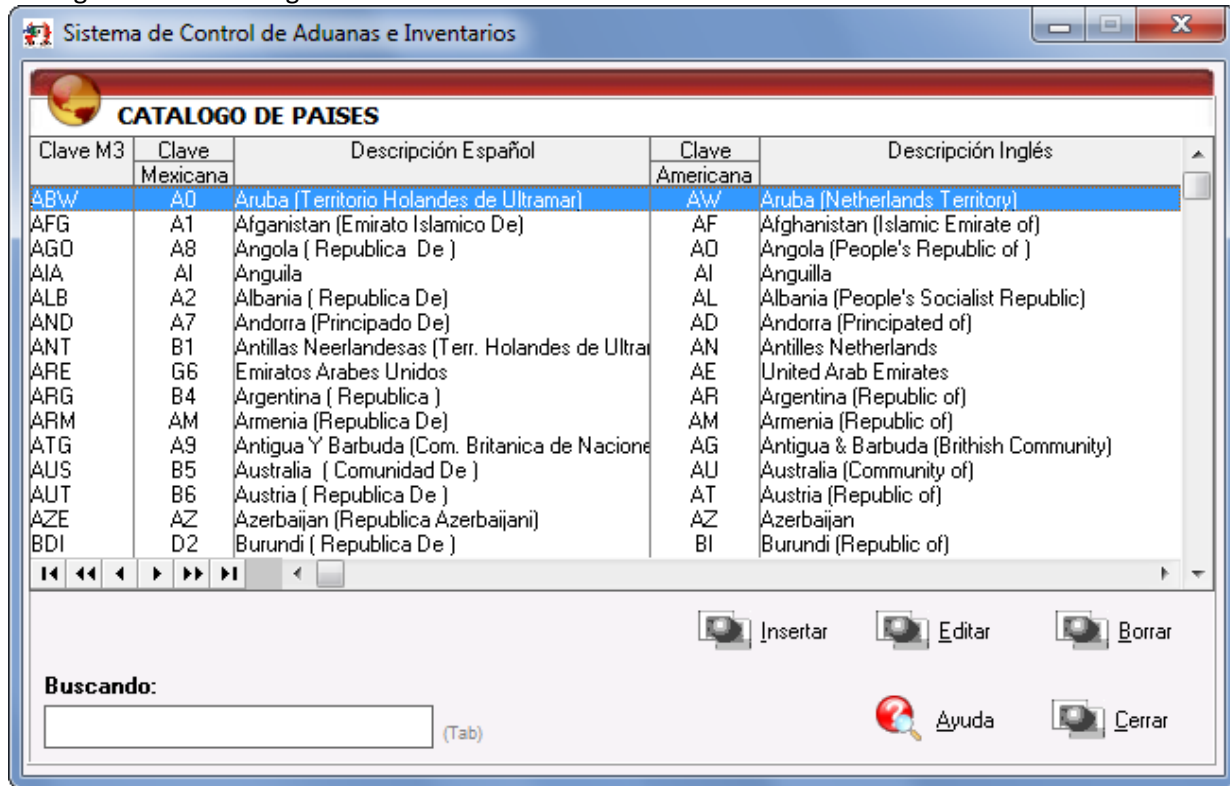 Sistema de Control de Aduanas e Inventarios
CATALOGO DE PAISES
Clave M3 Clave Mexicana Descripción Español Clave Americana Descripción Inglés
ABW A0 Aruba (Territorio Holandes de Ultramar) AW Aruba (Netherlands Territory)
AFG A1 Afganistan (Emirato Islamico De) AF Afghanistan (Islamic Emirate of)
AGO A8 Angola ( Republica De ) AO Angola (People's Republic of )
AIA AI Anguila AI Anguilla
ALB A2 Albania ( Republica De) AL Albania (People's Socialist Republic)
AND A7 Andorra (Principado De) AD Andorra (Principated of)
ANT B1 Antillas Neerlandesas (Terr. Holandes de Ultra AN Antilles Netherlands
ARE G6 Emiratos Arabes Unidos AE United Arab Emirates
ARG B4 Argentina ( Republica ) AR Argentina (Republic of)
ARM AM Armenia (Republica De) AM Armenia (Republic of)
ATG A9 Antigua Y Barbuda (Com. Britanica de Nacione AG Antigua & Barbuda (Brithish Community)
AUS B5 Australia ( Comunidad De ) AU Australia (Community of)
AUT B6 Austria ( Republica De ) AT Austria (Republic of)
AZE AZ Azerbaijan (Republica Azerbaijani) AZ Azerbaijan
BDI D2 Burundi ( Republica De ) BI Burundi (Republic of)
Insertar Editar Borrar
Buscando:
(Tab) Ayuda Cerrar